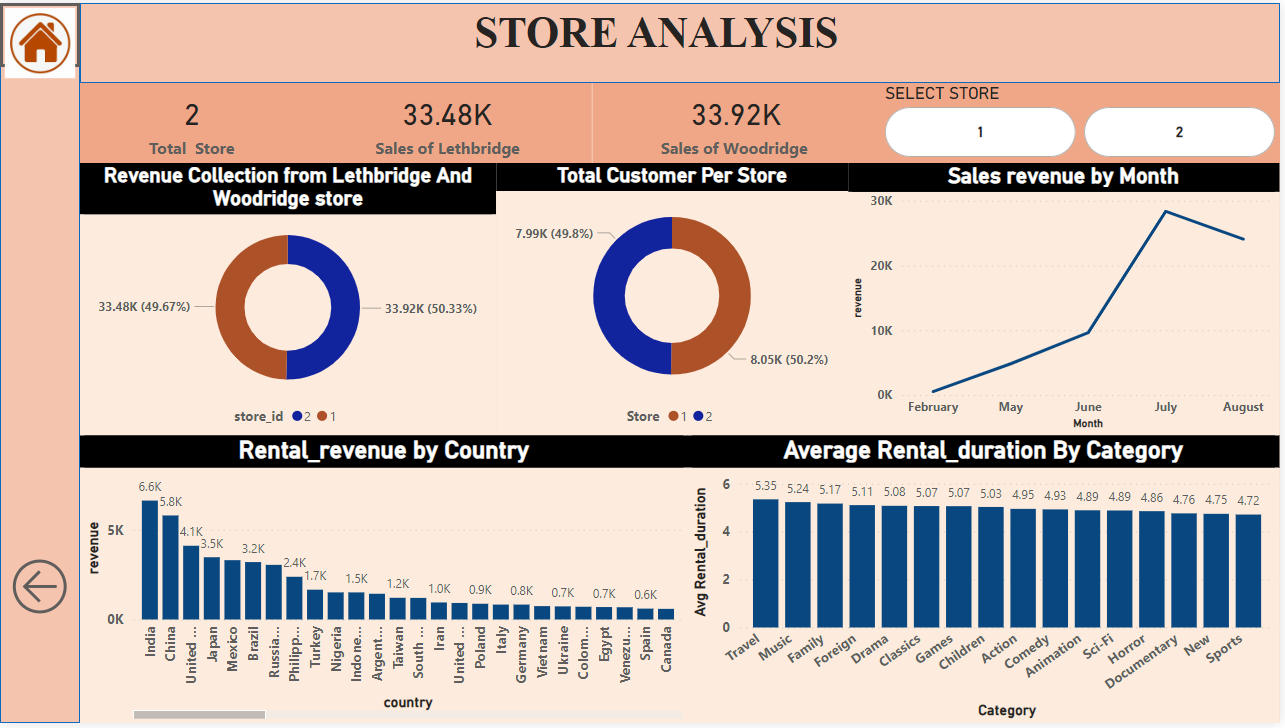 STORE ANALYSIS
2
Total Store
33.48K
Sales of Lethbridge
33.92K
Sales of Woodridge
SELECT STORE
1
2
Revenue Collection from Lethbridge And
Woodridge store
33.48K (49.67%)
33.92K (50.33%)
store_id 2 1
Total Customer Per Store
7.99K (49.8%)
8.05K (50.2%)
Store 1 2
Sales revenue by Month
30K
20K
10K
0K
revenue
February May June July August
Month
Rental_revenue by Country
revenue
5K
0K
6.6K 5.8K 4.1K 3.5K 3.2K 2.4K 1.7K 1.5K 1.2K 1.0K 0.9K 0.8K 0.7K 0.7K 0.6K
India
China
United ...
Japan
Mexico
Brazil
Russia...
Philipp...
Turkey
Nigeria
Indone...
Argent...
Taiwan
South ...
Iran
United ...
Poland
Italy
Germany
Vietnam
Ukraine
Colom...
Egypt
Venezu...
Spain
Canada
country
Average Rental_duration By Category
Avg Rental_duration
6
4
2
0
5.35 5.24 5.17 5.11 5.08 5.07 5.07 5.03 4.95 4.93 4.89 4.89 4.86 4.76 4.75 4.72
Travel
Music
Family
Foreign
Drama
Classics
Games
Children
Action
Comedy
Animation
Sci-Fi
Horror
Documentary
New
Sports
Category